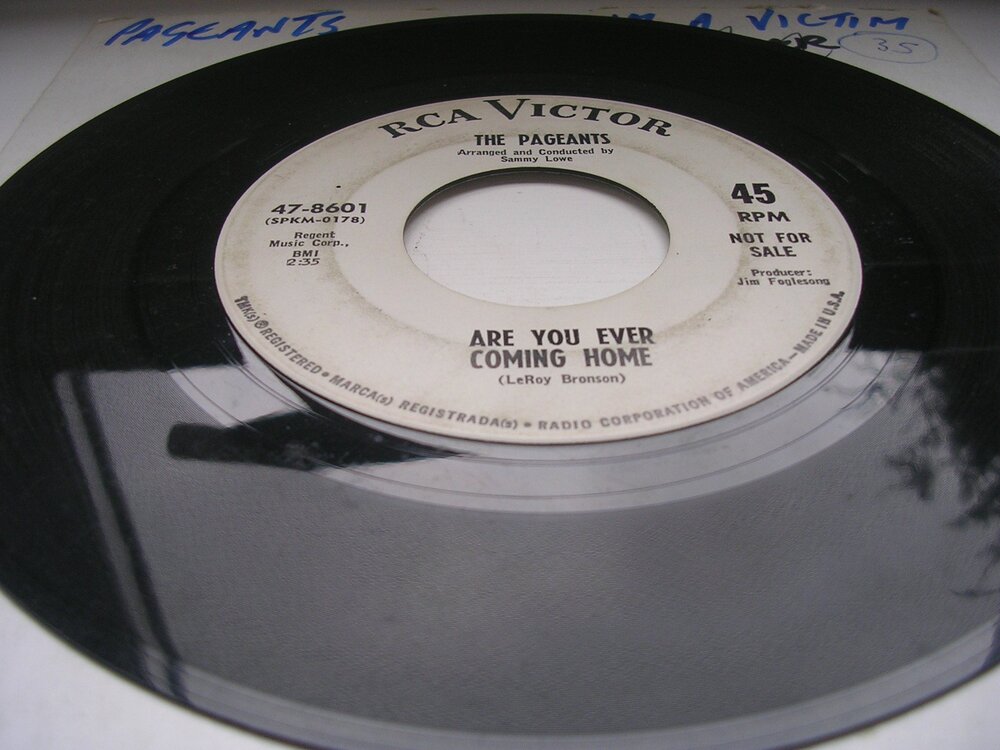 PAGEANTS
A VICTIM
35
RCA VICTOR
THE PAGEANTS
Arranged and Conducted by
Sammy Lowe
47-8601
(SPKM-0178)
Regent
Music Corp.,
BMI
2:35
45
RPM
NOT FOR
SALE
Producer:
Jim Foglesong
ARE YOU EVER
COMING HOME
(LeRoy Bronson)
TMK(s) ® REGISTERED • MARCA(s) REGISTRADA(s) • RADIO CORPORATION OF AMERICA—MADE IN U.S.A.